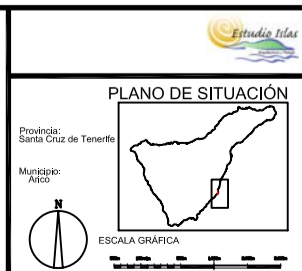 Estudio Islas
PLANO DE SITUACIÓN
Provincia:
Santa Cruz de Tenerife
Municipio:
Arico
N
ESCALA GRÁFICA